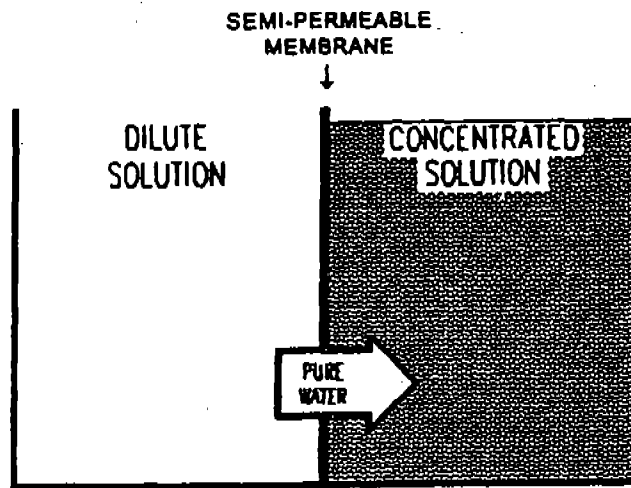 SEMI-PERMEABLE
MEMBRANE
DILUTE
SOLUTION
CONCENTRATED
SOLUTION
PURE
WATER